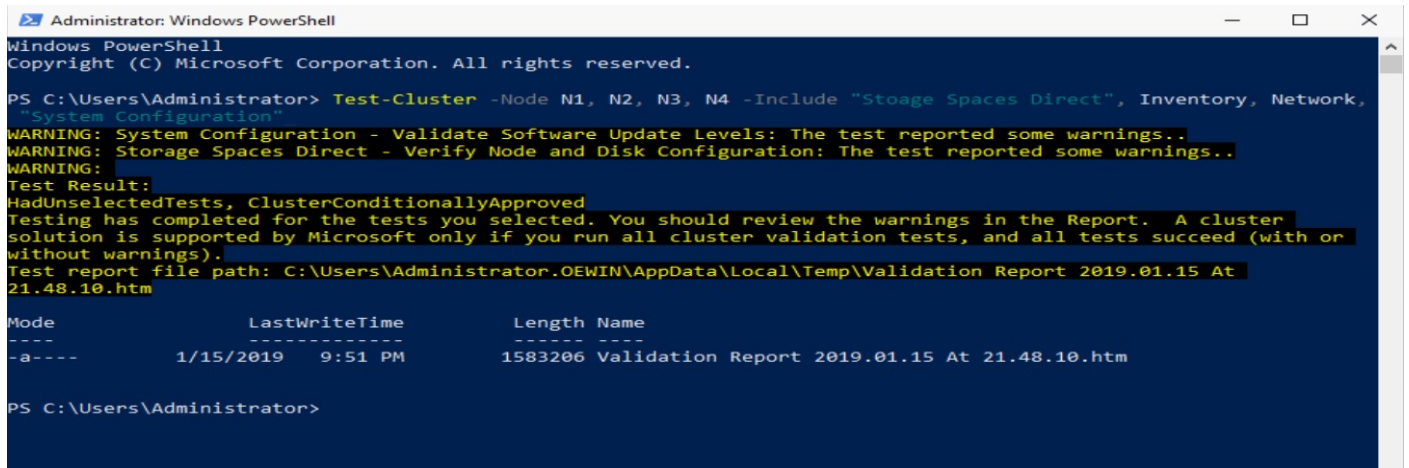 Administrator: Windows PowerShell
Windows PowerShell
Copyright (C) Microsoft Corporation. All rights reserved.
PS C:\Users\Administrator> Test-Cluster -Node N1, N2, N3, N4 -Include "Stoage Spaces Direct", Inventory, Network,
"System Configuration"
WARNING: System Configuration - Validate Software Update Levels: The test reported some warnings..
WARNING: Storage Spaces Direct - Verify Node and Disk Configuration: The test reported some warnings..
WARNING:
Test Result:
HadUnselectedTests, ClusterConditionallyApproved
Testing has completed for the tests you selected. You should review the warnings in the Report.  A cluster
solution is supported by Microsoft only if you run all cluster validation tests, and all tests succeed (with or
without warnings).
Test report file path: C:\Users\Administrator.OEWIN\AppData\Local\Temp\Validation Report 2019.01.15 At
21.48.10.htm
Mode LastWriteTime Length Name
---- ------------- ------ ----
-a---- 1/15/2019 9:51 PM 1583206 Validation Report 2019.01.15 At 21.48.10.htm
PS C:\Users\Administrator>